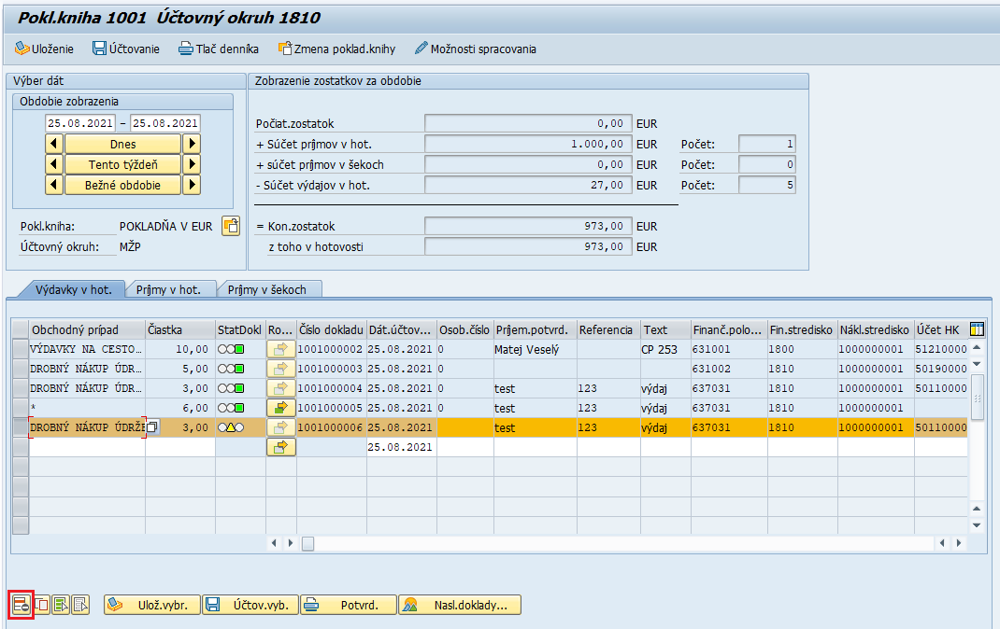 Pokl.kniha 1001 Účtovný okruh 1810
Uloženie Účtovanie Tlač denníka Zmena poklad.knihy Možnosti spracovania
Výber dát
Obdobie zobrazenia
25.08.2021 - 25.08.2021
Dnes
Tento týždeň
Bežné obdobie
Pokl.kniha: POKLADŇA V EUR
Účtovný okruh: MŽP
Zobrazenie zostatkov za obdobie
Počiat.zostatok 0,00 EUR
+ Súčet príjmov v hot. 1.000,00 EUR Počet: 1
+ súčet príjmov v šekoch 0,00 EUR Počet: 0
- Súčet výdajov v hot. 27,00 EUR Počet: 5
= Kon.zostatok 973,00 EUR
z toho v hotovosti 973,00 EUR
Výdavky v hot. Príjmy v hot. Príjmy v šekoch
Obchodný prípad Čiastka StatDokl Ro... Číslo dokladu Dát.účtov... Osob.číslo Príjem.potvrd. Referencia Text Finanč.polo... Fin.stredisko Nákl.stredisko Účet HK
VÝDAVKY NA CESTO... 10,00 1001000002 25.08.2021 0 Matej Veselý CP 253 631001 1800 1000000001 51210000
DROBNÝ NÁKUP ÚDR... 5,00 1001000003 25.08.2021 0 631002 1810 1000000001 50190000
DROBNÝ NÁKUP ÚDR... 3,00 1001000004 25.08.2021 0 test 123 výdaj 637031 1810 1000000001 50110000
* 6,00 1001000005 25.08.2021 0 test 123 výdaj 637031 1810 1000000001
DROBNÝ NÁKUP ÚDRŽE 3,00 1001000006 25.08.2021 test 123 výdaj 637031 1810 1000000001 50110000
25.08.2021
Ulož.vybr. Účtov.vyb. Potvrd. Nasl.doklady...